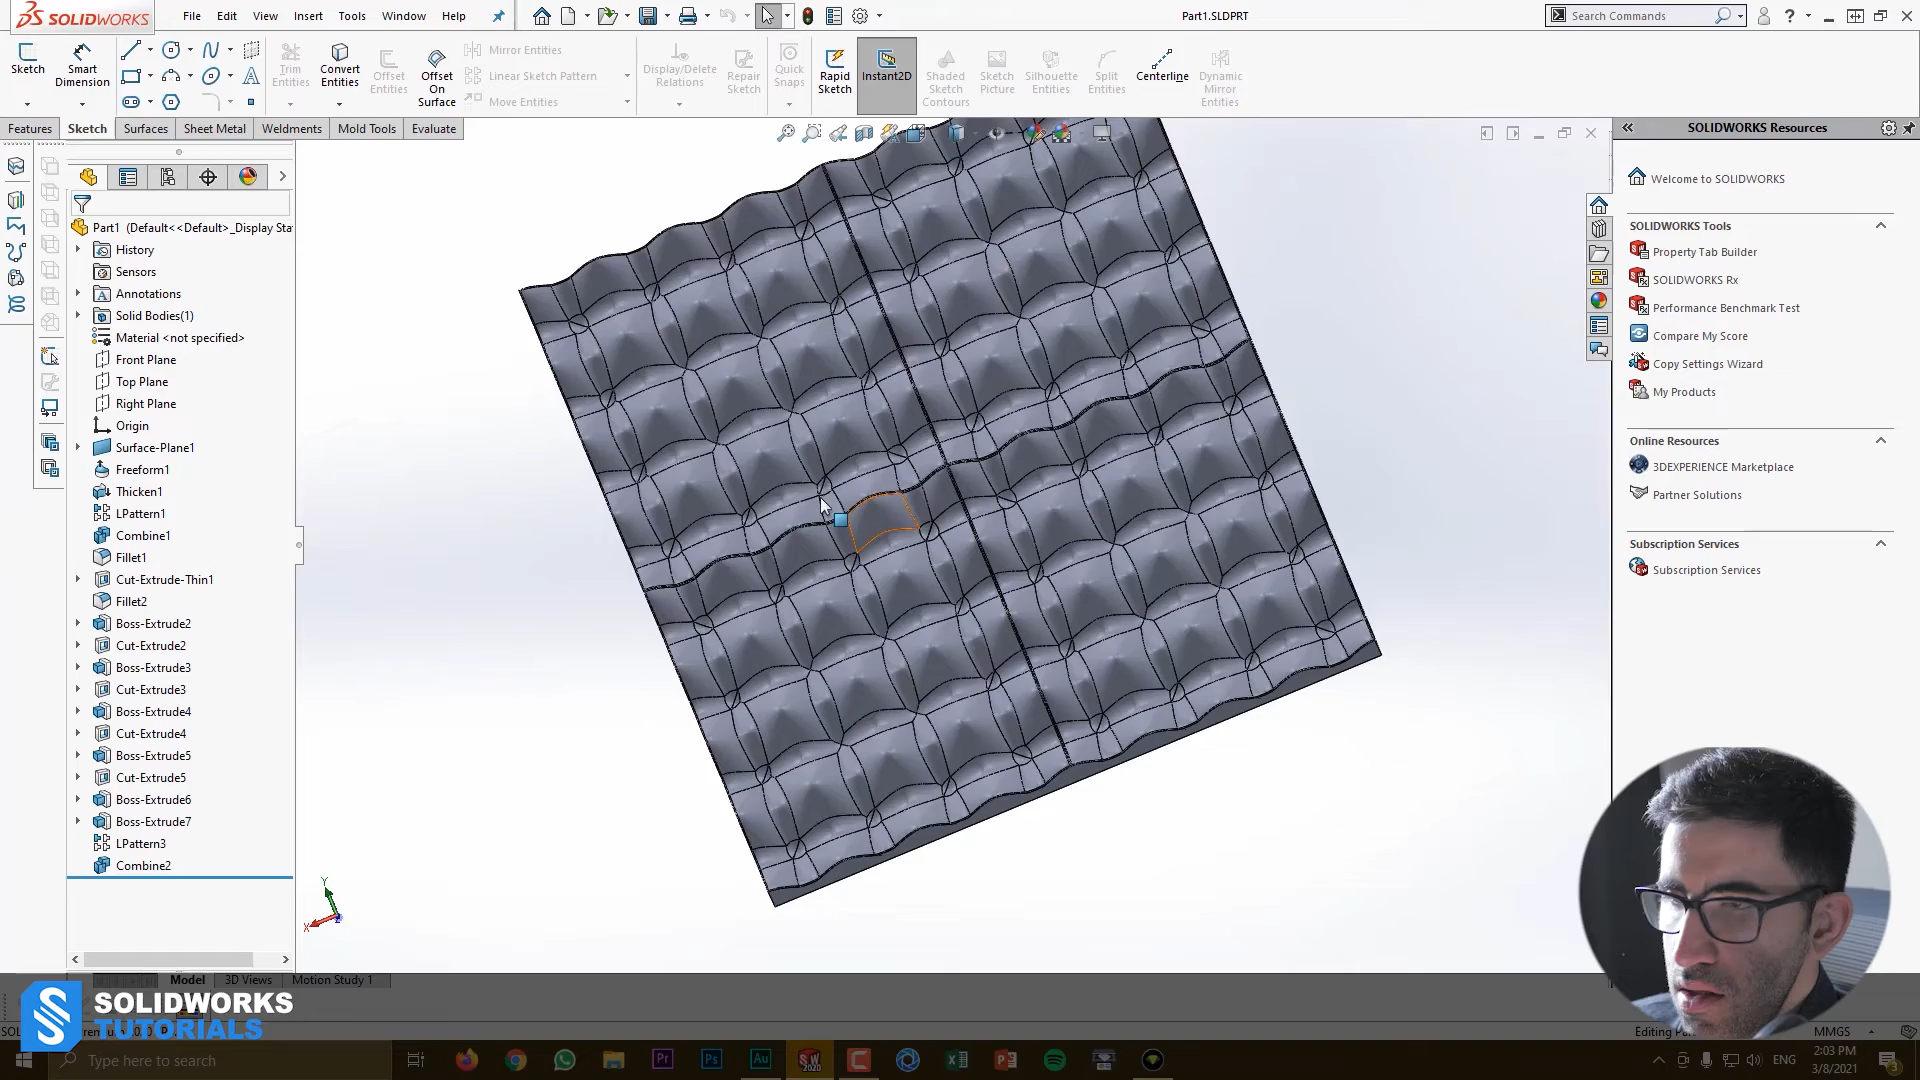 SOLIDWORKS
File Edit View Insert Tools Window Help
Part1.SLDPRT
Search Commands
Sketch
Smart Dimension
Trim Entities
Convert Entities
Offset Entities
Offset On Surface
Mirror Entities
Linear Sketch Pattern
Move Entities
Display/Delete Relations
Repair Sketch
Quick Snaps
Rapid Sketch
Instant2D
Shaded Sketch Contours
Sketch Picture
Silhouette Entities
Split Entities
Centerline
Dynamic Mirror Entities
Features Sketch Surfaces Sheet Metal Weldments Mold Tools Evaluate
Part1 (Default<<Default>_Display Sta
History
Sensors
Annotations
Solid Bodies(1)
Material <not specified>
Front Plane
Top Plane
Right Plane
Origin
Surface-Plane1
Freeform1
Thicken1
LPattern1
Combine1
Fillet1
Cut-Extrude-Thin1
Fillet2
Boss-Extrude2
Cut-Extrude2
Boss-Extrude3
Cut-Extrude3
Boss-Extrude4
Cut-Extrude4
Boss-Extrude5
Cut-Extrude5
Boss-Extrude6
Boss-Extrude7
LPattern3
Combine2
Y
X
SOLIDWORKS Resources
Welcome to SOLIDWORKS
SOLIDWORKS Tools
Property Tab Builder
SOLIDWORKS Rx
Performance Benchmark Test
Compare My Score
Copy Settings Wizard
My Products
Online Resources
3DEXPERIENCE Marketplace
Partner Solutions
Subscription Services
Subscription Services
Model 3D Views Motion Study 1
SOLIDWORKS
TUTORIALS
MMGS
Type here to search
ENG
2:03 PM
3/8/2021